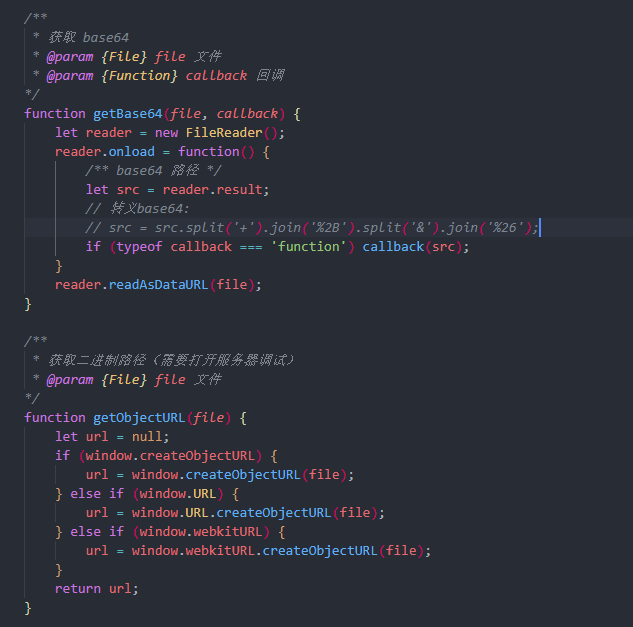 /**
 * 获取 base64
 * @param {File} file 文件
 * @param {Function} callback 回调
*/
function getBase64(file, callback) {
    let reader = new FileReader();
    reader.onload = function() {
        /** base64 路径 */
        let src = reader.result;
        // 转义base64:
        // src = src.split('+').join('%2B').split('&').join('%26');
        if (typeof callback === 'function') callback(src);
    }
    reader.readAsDataURL(file);
}

/**
 * 获取二进制路径（需要打开服务器调试）
 * @param {File} file 文件
*/
function getObjectURL(file) {
    let url = null;
    if (window.createObjectURL) {
        url = window.createObjectURL(file);
    } else if (window.URL) {
        url = window.URL.createObjectURL(file);
    } else if (window.webkitURL) {
        url = window.webkitURL.createObjectURL(file);
    }
    return url;
}